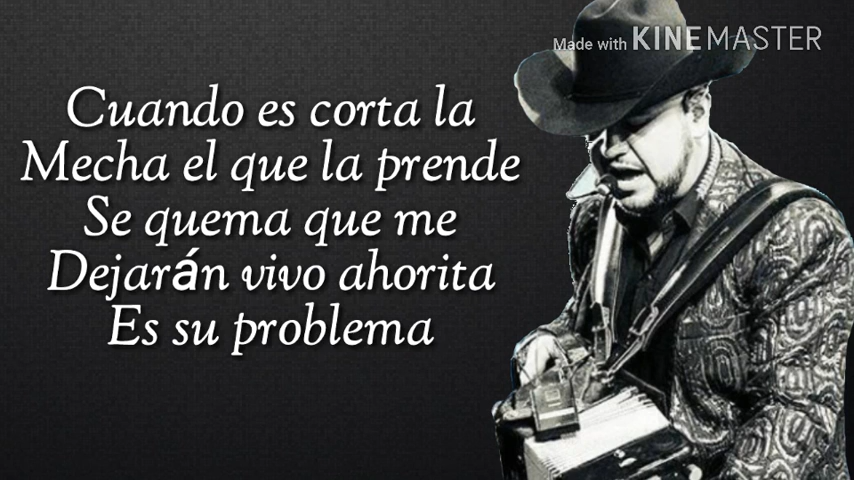 Made with KINEMASTER
Cuando es corta la
Mecha el que la prende
Se quema que me
Dejarán vivo ahorita
Es su problema